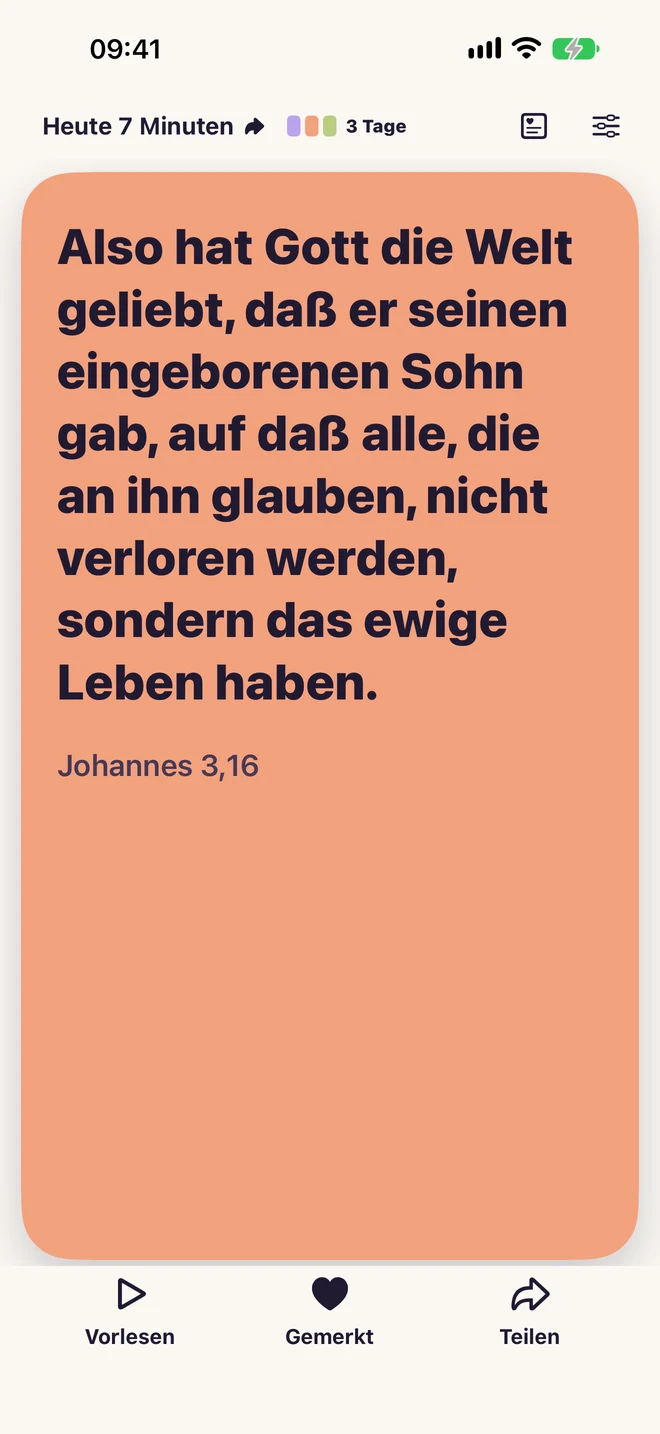 09:41
Heute 7 Minuten 3 Tage
Also hat Gott die Welt
geliebt, daß er seinen
eingeborenen Sohn
gab, auf daß alle, die
an ihn glauben, nicht
verloren werden,
sondern das ewige
Leben haben.
Johannes 3,16
Vorlesen Gemerkt Teilen